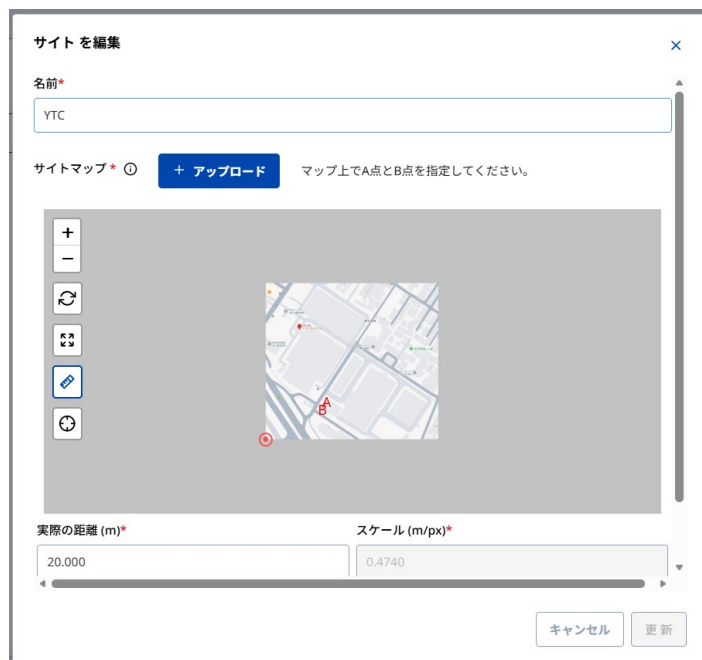 サイト を編集
×
名前*
YTC
サイトマップ *
+ アップロード
マップ上でA点とB点を指定してください。
+
−
A
B
実際の距離 (m)*
スケール (m/px)*
20.000
0.4740
キャンセル
更新